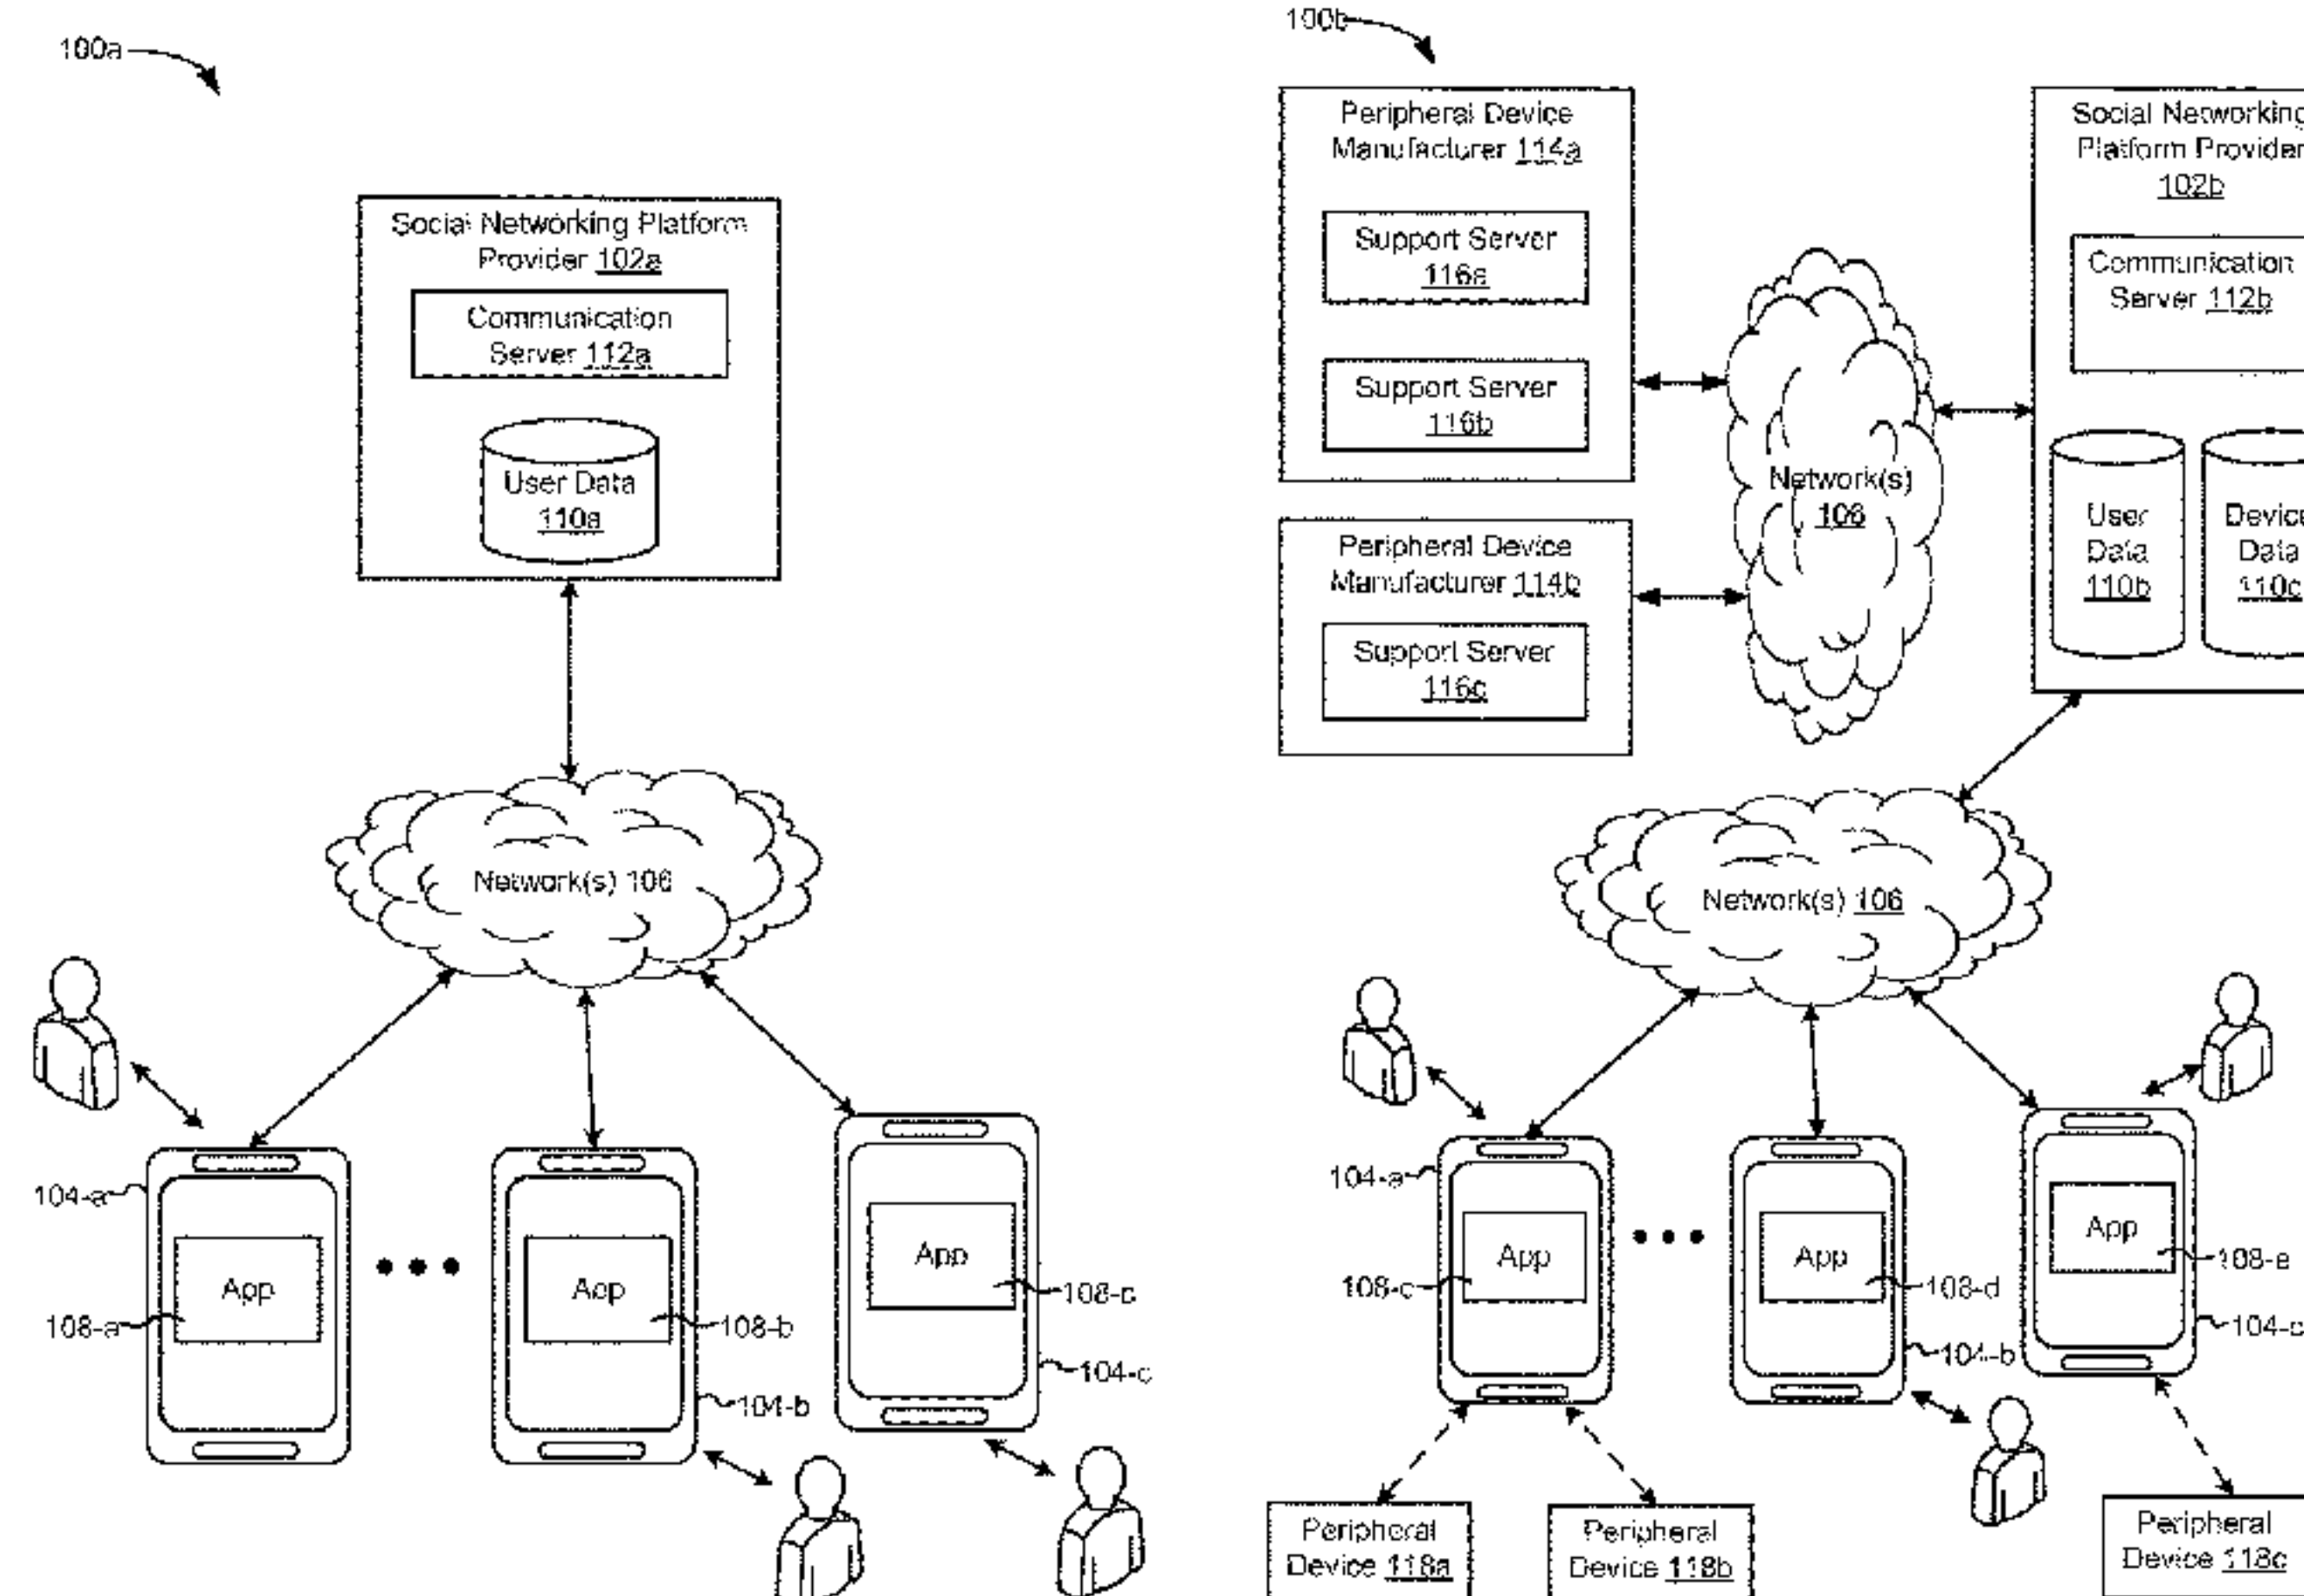 100a
Social Networking Platform
Provider 102a
Communication
Server 112a
User Data
110a
Network(s) 106
104-a
App
108-a
App
108-b
104-b
App
108-c
104-c
100b
Peripheral Device
Manufacturer 114a
Support Server
116a
Support Server
116b
Peripheral Device
Manufacturer 114b
Support Server
116c
Network(s)
106
Social Networking
Platform Provider
102b
Communication
Server 112b
User
Data
110b
Device
Data
110c
Network(s) 106
104-a
App
108-c
App
108-d
104-b
App
108-e
104-c
Peripheral
Device 118a
Peripheral
Device 118b
Peripheral
Device 118c